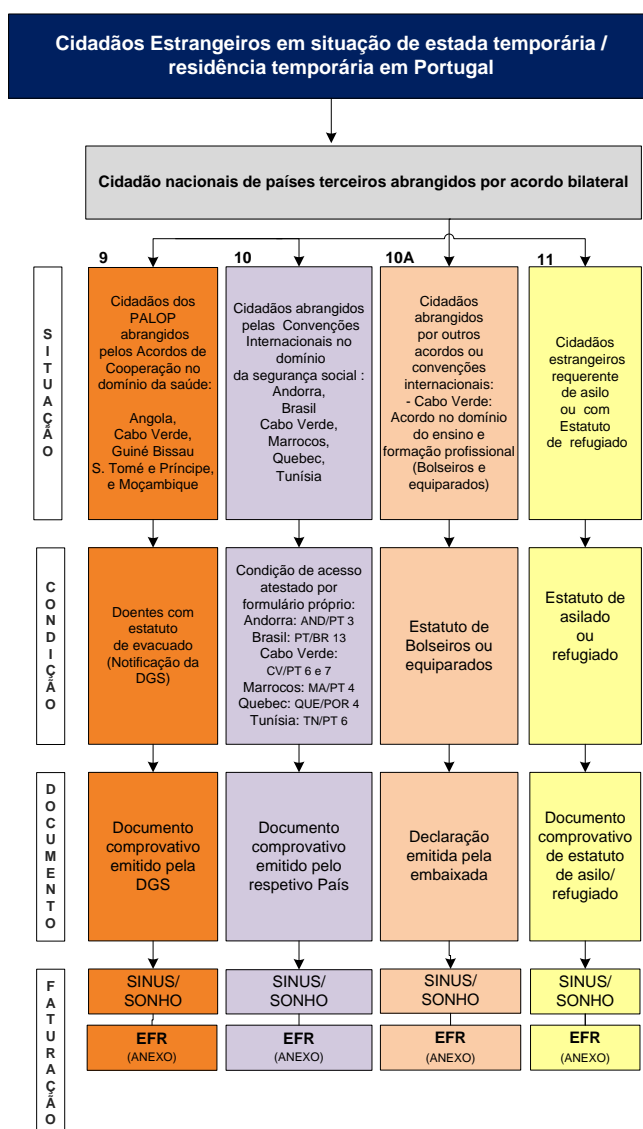 Cidadãos Estrangeiros em situação de estada temporária /
residência temporária em Portugal
Cidadão nacionais de países terceiros abrangidos por acordo bilateral
9
10
10A
11
SITUAÇÃO
Cidadãos dos
PALOP
abrangidos
pelos Acordos de
Cooperação no
domínio da saúde:
Angola,
Cabo Verde,
Guiné Bissau
S. Tomé e Príncipe,
e Moçambique
Cidadãos abrangidos
pelas Convenções
Internacionais no
domínio
da segurança social :
Andorra,
Brasil
Cabo Verde,
Marrocos,
Quebec,
Tunísia
Cidadãos
abrangidos
por outros
acordos ou
convenções
internacionais:
- Cabo Verde:
Acordo no domínio
do ensino e
formação profissional
(Bolseiros e
equiparados)
Cidadãos
estrangeiros
requerente
de asilo
ou com
Estatuto
de refugiado
CONDIÇÃO
Doentes com
estatuto
de evacuado
(Notificação da
DGS)
Condição de acesso
atestado por
formulário próprio:
Andorra: AND/PT 3
Brasil: PT/BR 13
Cabo Verde:
CV/PT 6 e 7
Marrocos: MA/PT 4
Quebec: QUE/POR 4
Tunísia: TN/PT 6
Estatuto de
Bolseiros ou
equiparados
Estatuto de
asilado
ou
refugiado
DOCUMENTO
Documento
comprovativo
emitido pela
DGS
Documento
comprovativo
emitido pelo
respetivo País
Declaração
emitida pela
embaixada
Documento
comprovativo
de estatuto
de asilo/
refugiado
FATURAÇÃO
SINUS/
SONHO
SINUS/
SONHO
SINUS/
SONHO
SINUS/
SONHO
EFR
(ANEXO)
EFR
(ANEXO)
EFR
(ANEXO)
EFR
(ANEXO)